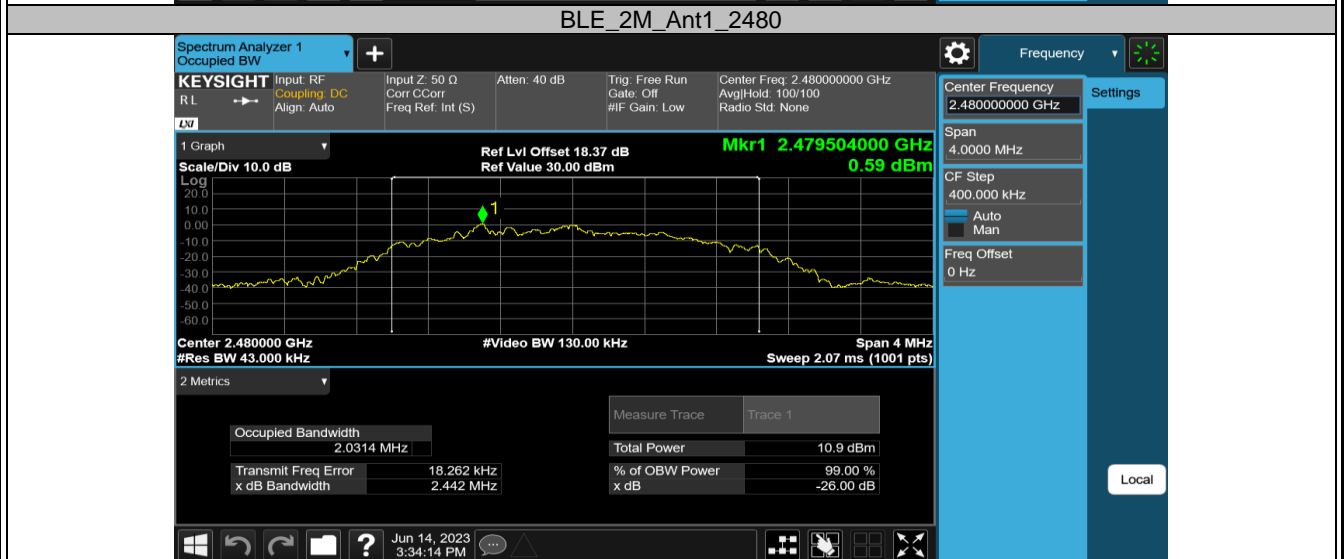 BLE_2M_Ant1_2480
Spectrum Analyzer 1
Occupied BW
+
Frequency
KEYSIGHT
R L
LXI
Input: RF
Coupling: DC
Align: Auto
Input Z: 50 Ω
Corr CCorr
Freq Ref: Int (S)
Atten: 40 dB
Trig: Free Run
Gate: Off
#IF Gain: Low
Center Freq: 2.480000000 GHz
Avg|Hold: 100/100
Radio Std: None
Center Frequency
2.480000000 GHz
Settings
Span
4.0000 MHz
CF Step
400.000 kHz
Auto
Man
Freq Offset
0 Hz
1 Graph
Scale/Div 10.0 dB
Ref Lvl Offset 18.37 dB
Ref Value 30.00 dBm
Mkr1 2.479504000 GHz
0.59 dBm
Log
20.0
10.0
0.00
-10.0
-20.0
-30.0
-40.0
-50.0
-60.0
1
Center 2.480000 GHz
#Res BW 43.000 kHz
#Video BW 130.00 kHz
Span 4 MHz
Sweep 2.07 ms (1001 pts)
2 Metrics
Measure Trace
Trace 1
Occupied Bandwidth
2.0314 MHz
Total Power
10.9 dBm
Transmit Freq Error
18.262 kHz
% of OBW Power
99.00 %
x dB Bandwidth
2.442 MHz
x dB
-26.00 dB
Local
?
Jun 14, 2023
3:34:14 PM